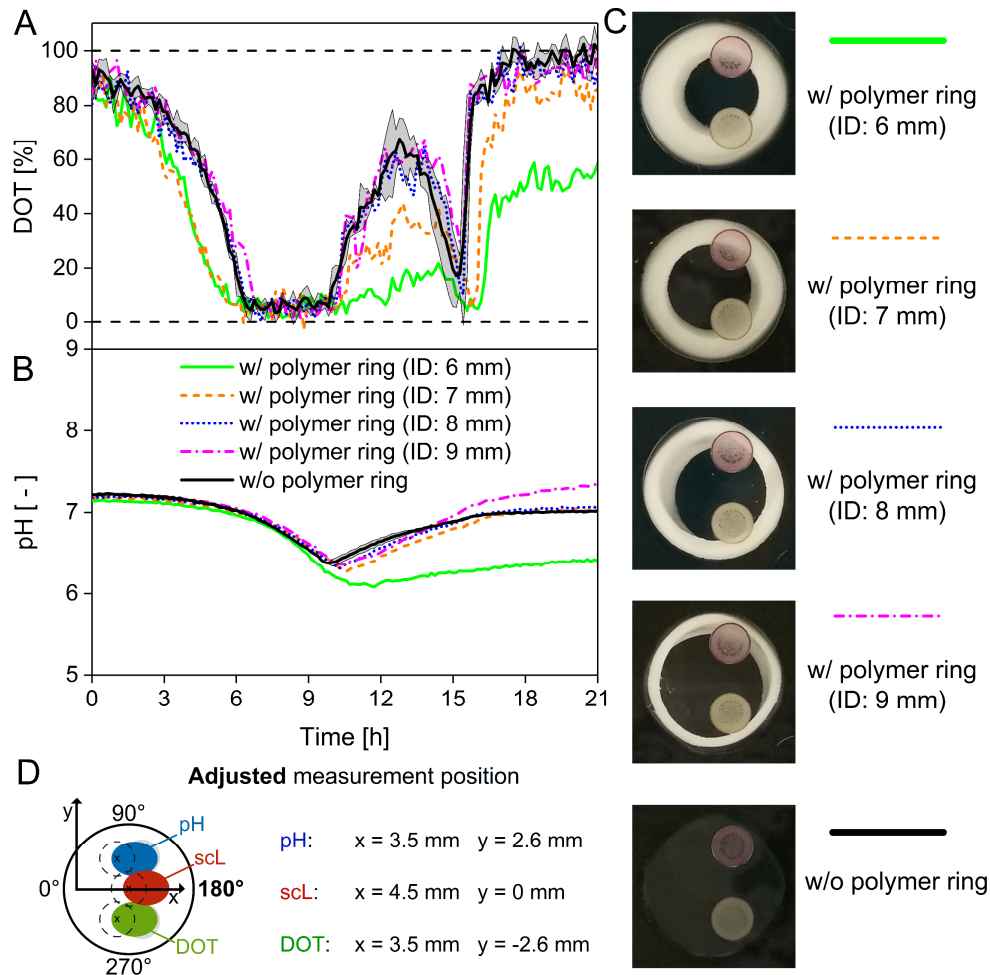 A
DOT [%]
100
80
60
40
20
0
B
pH [ - ]
9
8
7
6
5
w/ polymer ring (ID: 6 mm)
w/ polymer ring (ID: 7 mm)
w/ polymer ring (ID: 8 mm)
w/ polymer ring (ID: 9 mm)
w/o polymer ring
0 3 6 9 12 15 18 21
Time [h]
C
w/ polymer ring
(ID: 6 mm)
w/ polymer ring
(ID: 7 mm)
w/ polymer ring
(ID: 8 mm)
w/ polymer ring
(ID: 9 mm)
w/o polymer ring
D
Adjusted measurement position
y
90°
pH
scL
0°
x
x
x
x
180°
DOT
270°
pH: x = 3.5 mm y = 2.6 mm
scL: x = 4.5 mm y = 0 mm
DOT: x = 3.5 mm y = -2.6 mm